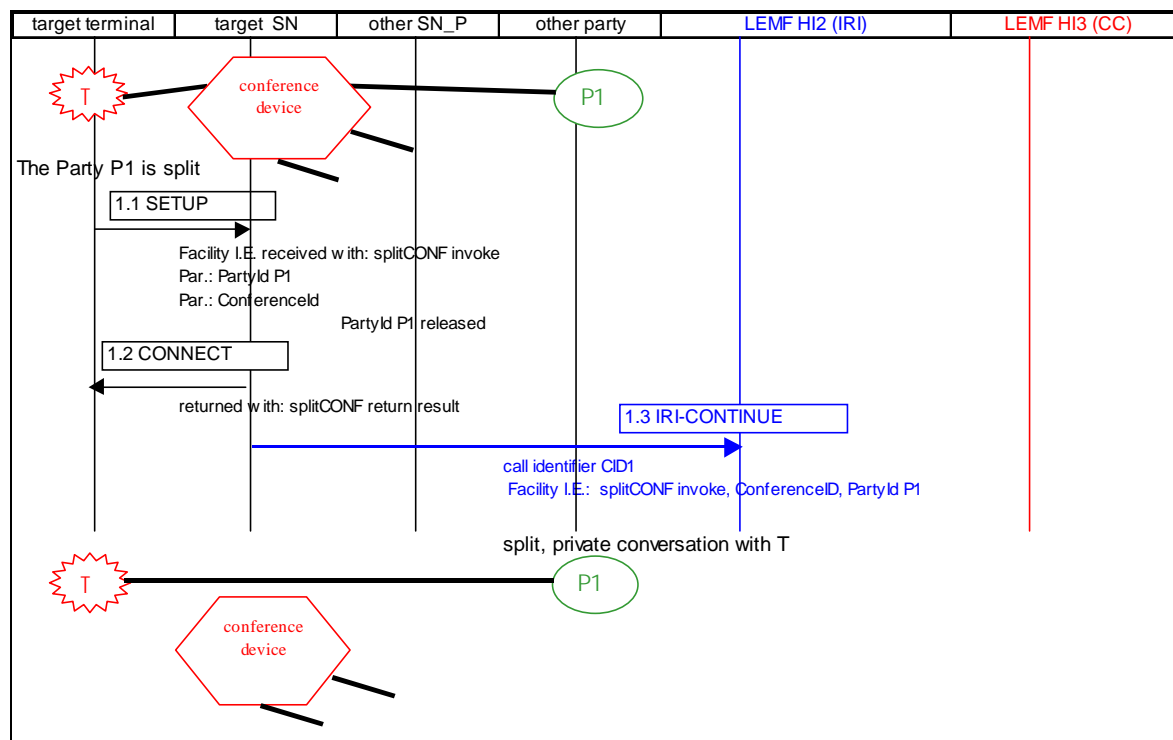 target terminal target SN other SN_P other party LEMF HI2 (IRI) LEMF HI3 (CC)
T
conference
device
P1
The Party P1 is split
1.1 SETUP
Facility I.E. received with: splitCONF invoke
Par.: PartyId P1
Par.: ConferenceId
PartyId P1 released
1.2 CONNECT
returned with: splitCONF return result
1.3 IRI-CONTINUE
call identifier CID1
Facility I.E.: splitCONF invoke, ConferenceID, PartyId P1
split, private conversation with T
T
P1
conference
device